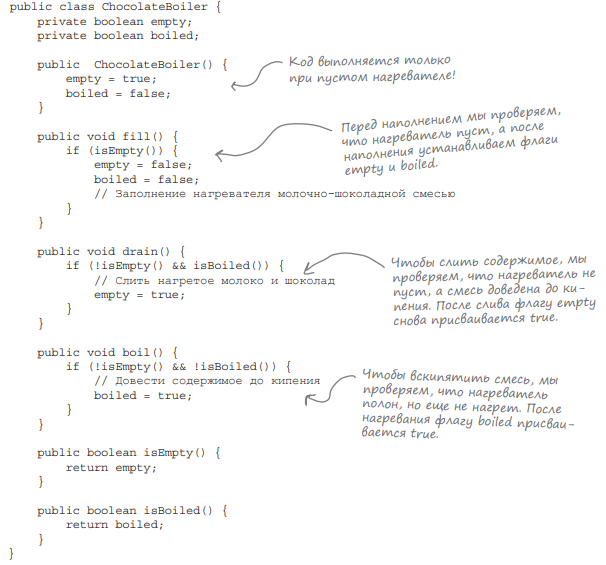 public class ChocolateBoiler {
private boolean empty;
private boolean boiled;
public ChocolateBoiler() {
empty = true;
boiled = false;
}
Код выполняется только
при пустом нагревателе!
public void fill() {
if (isEmpty()) {
empty = false;
boiled = false;
// Заполнение нагревателя молочно-шоколадной смесью
}
}
Перед наполнением мы проверяем,
что нагреватель пуст, а после
наполнения устанавливаем флаги
empty и boiled.
public void drain() {
if (!isEmpty() && isBoiled()) {
// Слить нагретое молоко и шоколад
empty = true;
}
}
Чтобы слить содержимое, мы
проверяем, что нагреватель не
пуст, а смесь доведена до ки-
пения. После слива флагу empty
снова присваивается true.
public void boil() {
if (!isEmpty() && !isBoiled()) {
// Довести содержимое до кипения
boiled = true;
}
}
Чтобы вскипятить смесь, мы
проверяем, что нагреватель
полон, но еще не нагрет. После
нагревания флагу boiled присваи-
вается true.
public boolean isEmpty() {
return empty;
}
public boolean isBoiled() {
return boiled;
}
}